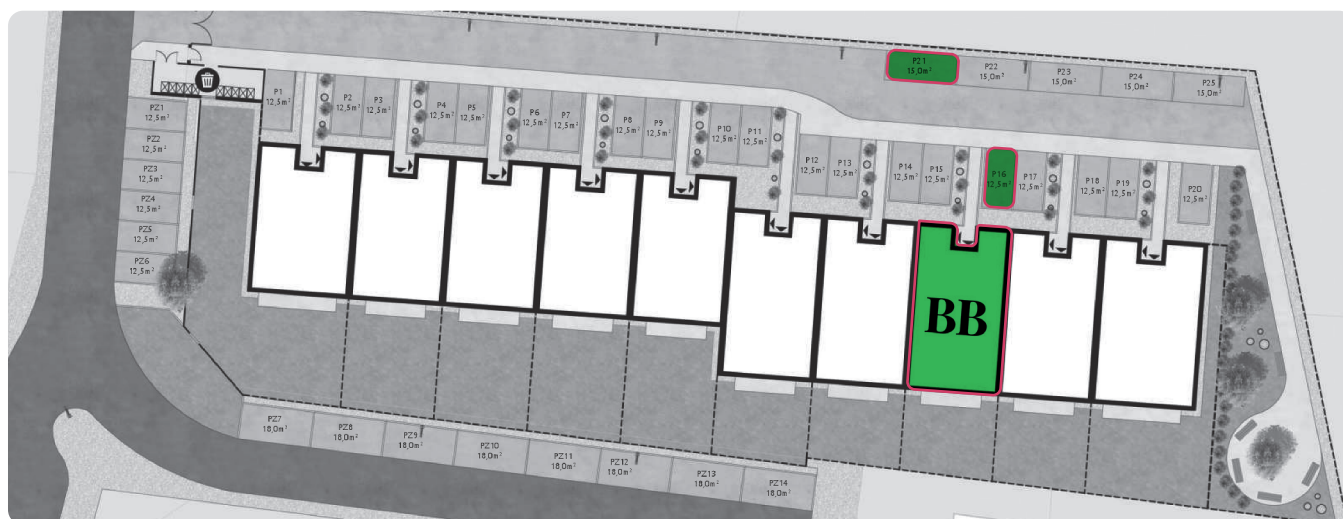 P21
15,0m²
P22
15,0m²
P23
15,0m²
P24
15,0m²
P25
15,0m²
P1
12,5m²
P2
12,5m²
P3
12,5m²
P4
12,5m²
P5
12,5m²
P6
12,5m²
P7
12,5m²
P8
12,5m²
P9
12,5m²
P10
12,5m²
P11
12,5m²
P12
12,5m²
P13
12,5m²
P14
12,5m²
P15
12,5m²
P16
12,5m²
P17
12,5m²
P18
12,5m²
P19
12,5m²
P20
12,5m²
PZ1
12,5m²
PZ2
12,5m²
PZ3
12,5m²
PZ4
12,5m²
PZ5
12,5m²
PZ6
12,5m²
BB
PZ7
18,0m²
PZ8
18,0m²
PZ9
18,0m²
PZ10
18,0m²
PZ11
18,0m²
PZ12
18,0m²
PZ13
18,0m²
PZ14
18,0m²